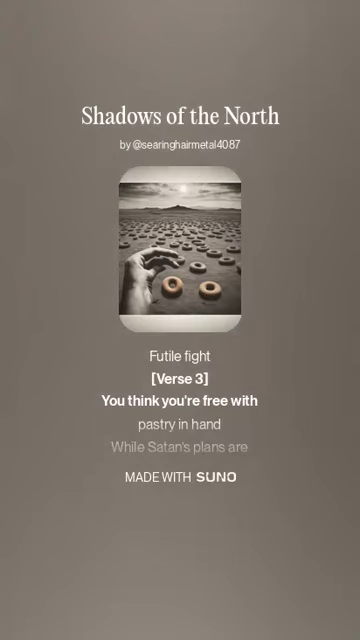 Shadows of the North
by @searinghairmetal4087
Futile fight
[Verse 3]
You think you're free with
pastry in hand
While Satan's plans are
MADE WITH SUNO